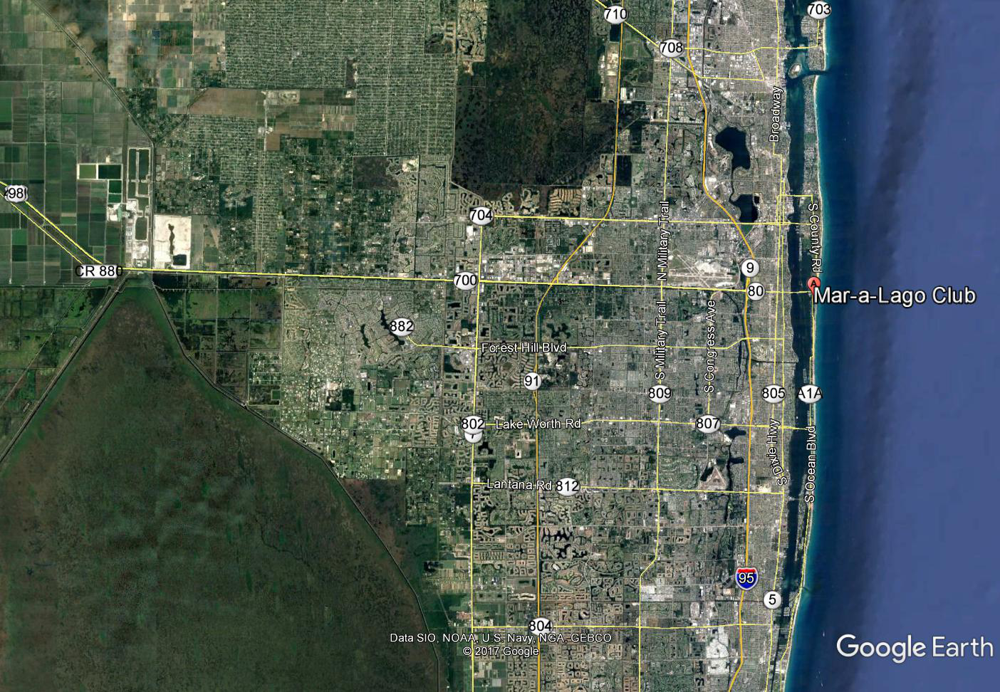 703
710
708
Broadway
98
S County Rd
N Military Trail
704
CR 880
9
700
80
Mar-a-Lago Club
A
882
S Military Trail
S Congress Ave
Forest Hill Blvd
91
809
805
A1A
802
7
Lake Worth Rd
807
S Dixie Hwy
S Ocean Blvd
Lantana Rd
812
95
5
804
Data SIO, NOAA, U.S. Navy, NGA, GEBCO
© 2017 Google
Google Earth